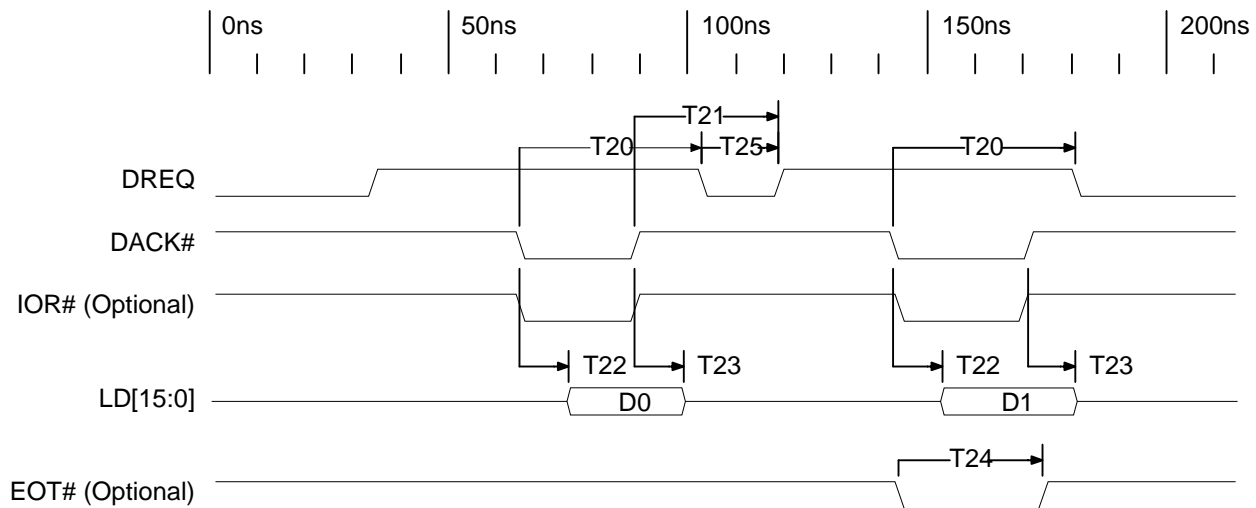 0ns 50ns 100ns 150ns 200ns
T21
T20 T25 T20
DREQ
DACK#
IOR# (Optional)
T22 T23 T22 T23
LD[15:0] D0 D1
T24
EOT# (Optional)